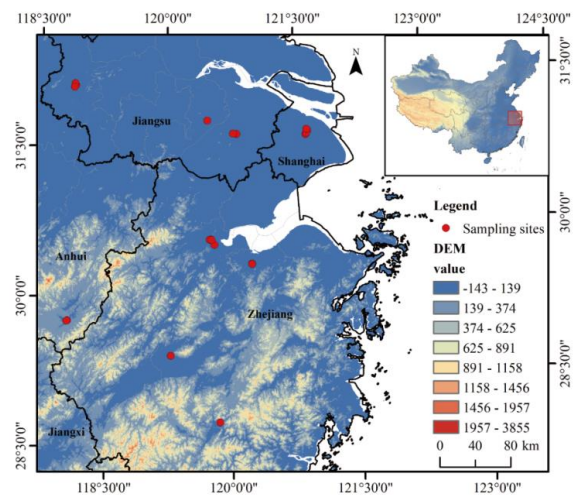 118°3'0"
120°0'0"
121°3'0"
123°0'0"
124°3'0"
N
31°30'0"
31°30'0"
Jiangsu
Shanghai
30°0'0"
30°0'0"
Anhui
Zhejiang
Jiangxi
28°30'0"
28°30'0"
Legend
Sampling sites
DEM
value
-143 - 139
139 - 374
374 - 625
625 - 891
891 - 1158
1158 - 1456
1456 - 1957
1957 - 3855
0 40 80 km
118°30'0"
120°0'0"
121°30'0"
123°0'0"